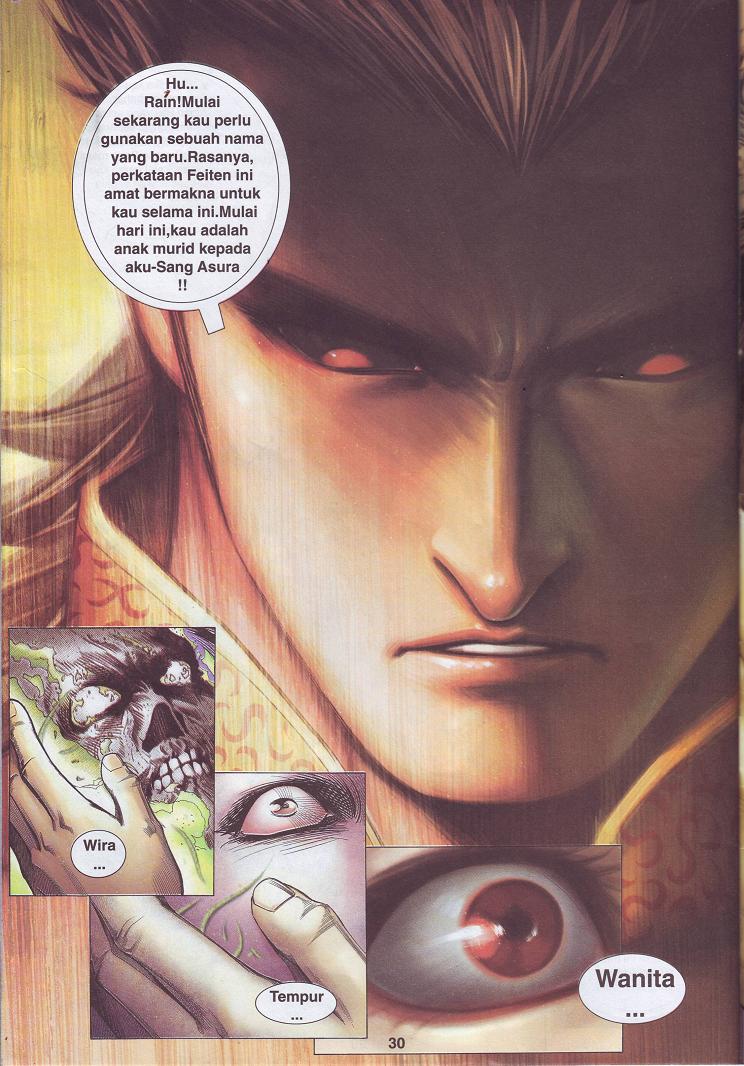 Hu...
Rain!Mulai
sekarang kau perlu
gunakan sebuah nama
yang baru.Rasanya,
perkataan Feiten ini
amat bermakna untuk
kau selama ini.Mulai
hari ini,kau adalah
anak murid kepada
aku-Sang Asura
!!
Wira
...
Tempur
...
Wanita
...
30